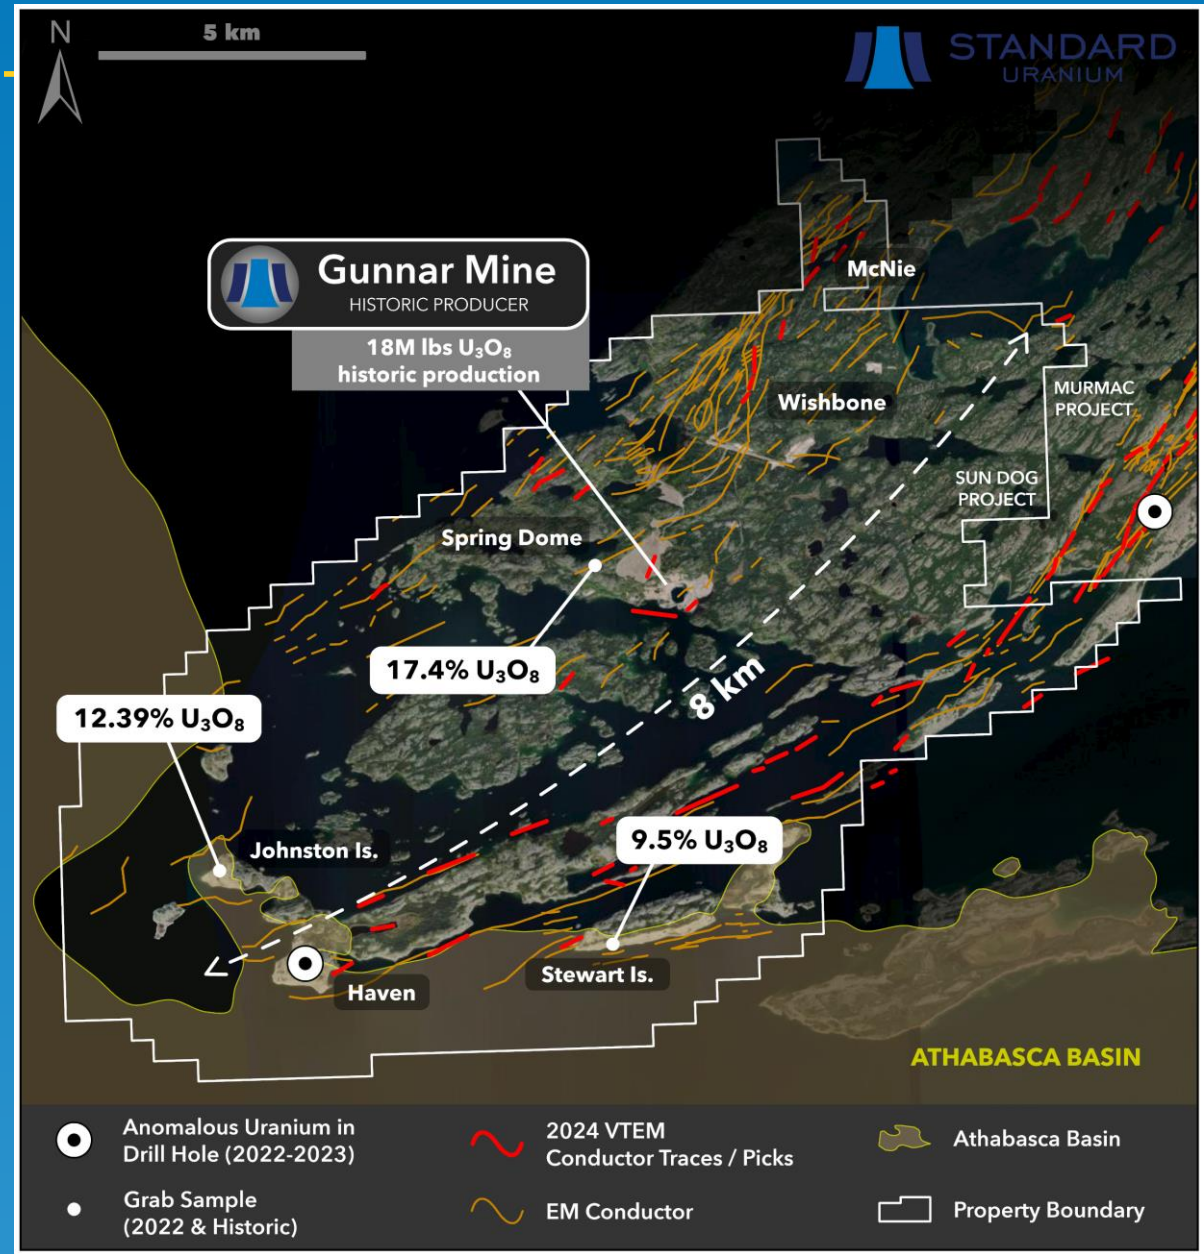 N
5 km
STANDARD
URANIUM
Gunnar Mine
HISTORIC PRODUCER
18M lbs U₃O₈
historic production
McNie
Wishbone
MURMAC
PROJECT
SUN DOG
PROJECT
Spring Dome
17.4% U₃O₈
8 km
12.39% U₃O₈
Johnston Is.
9.5% U₃O₈
Haven
Stewart Is.
ATHABASCA BASIN
Anomalous Uranium in
Drill Hole (2022-2023)
Grab Sample
(2022 & Historic)
2024 VTEM
Conductor Traces / Picks
EM Conductor
Athabasca Basin
Property Boundary